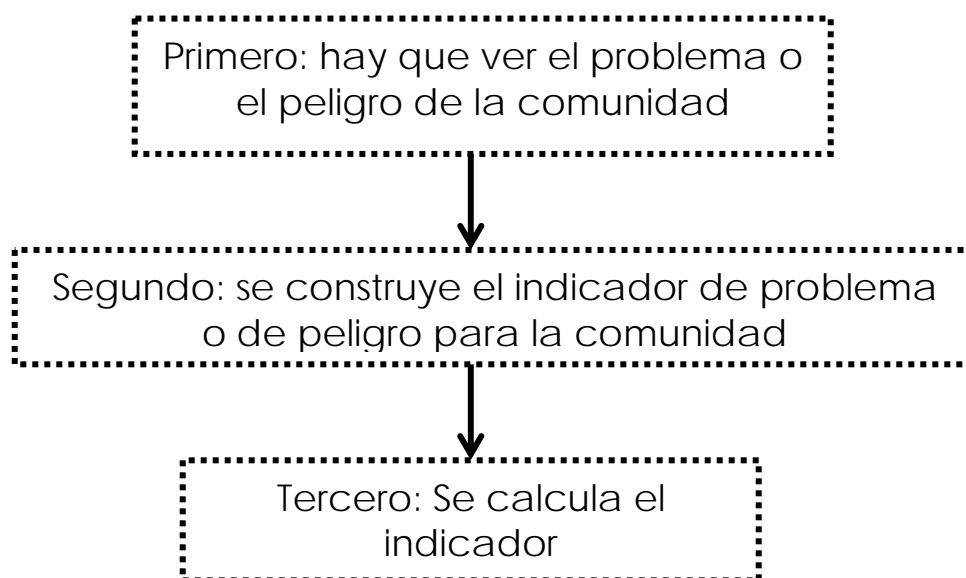 Primero: hay que ver el problema o
el peligro de la comunidad
Segundo: se construye el indicador de problema
o de peligro para la comunidad
Tercero: Se calcula el
indicador